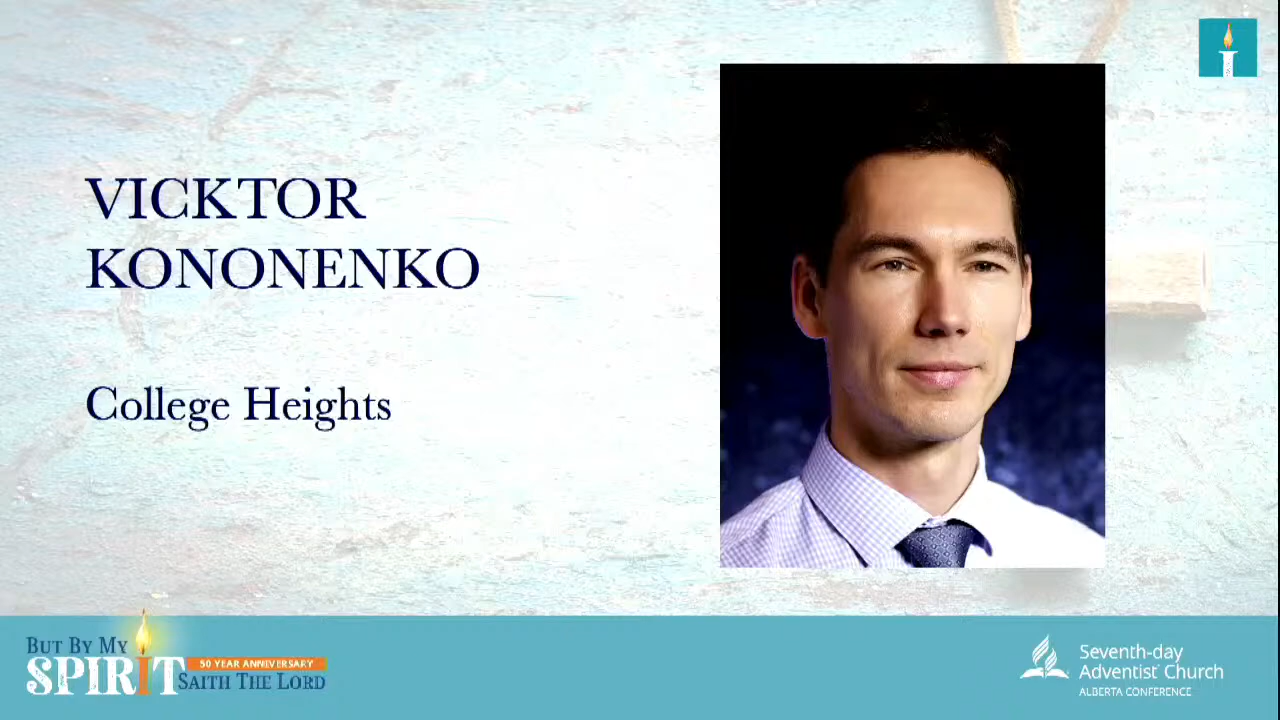 VICKTOR
KONONENKO
College Heights
BUT BY MY
SPIRIT
50 YEAR ANNIVERSARY
SAITH THE LORD
Seventh-day
Adventist Church
ALBERTA CONFERENCE